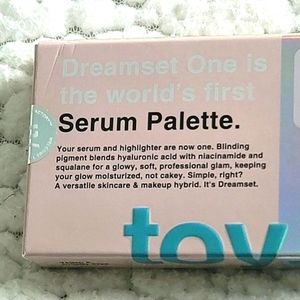 Dreamset One is
the world's first
Serum Palette.
Your serum and highlighter are now one. Blinding
pigment blends hyaluronic acid with niacinamide and
squalane for a glowy, soft, professional glam, keeping
your glow moisturized, not cakey. Simple, right?
A versatile skincare & makeup hybrid. It's Dreamset.